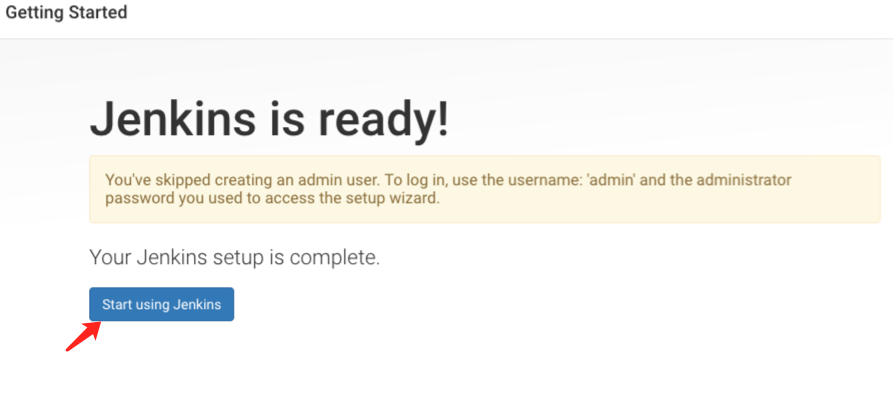 Getting Started
Jenkins is ready!
You've skipped creating an admin user. To log in, use the username: 'admin' and the administrator
password you used to access the setup wizard.
Your Jenkins setup is complete.
Start using Jenkins